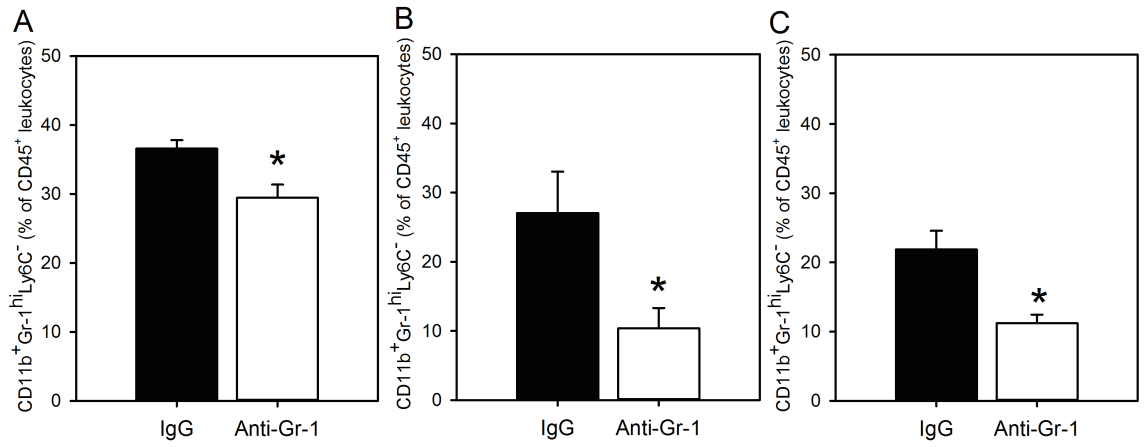 A
CD11b⁺Gr-1ʰⁱLy6C⁻ (% of CD45⁺ leukocytes)
50
40
30
20
10
0
*
IgG
Anti-Gr-1
B
CD11b⁺Gr-1ʰⁱLy6C⁻ (% of CD45⁺ leukocytes)
50
40
30
20
10
0
*
IgG
Anti-Gr-1
C
CD11b⁺Gr-1ʰⁱLy6C⁻ (% of CD45⁺ leukocytes)
50
40
30
20
10
0
*
IgG
Anti-Gr-1